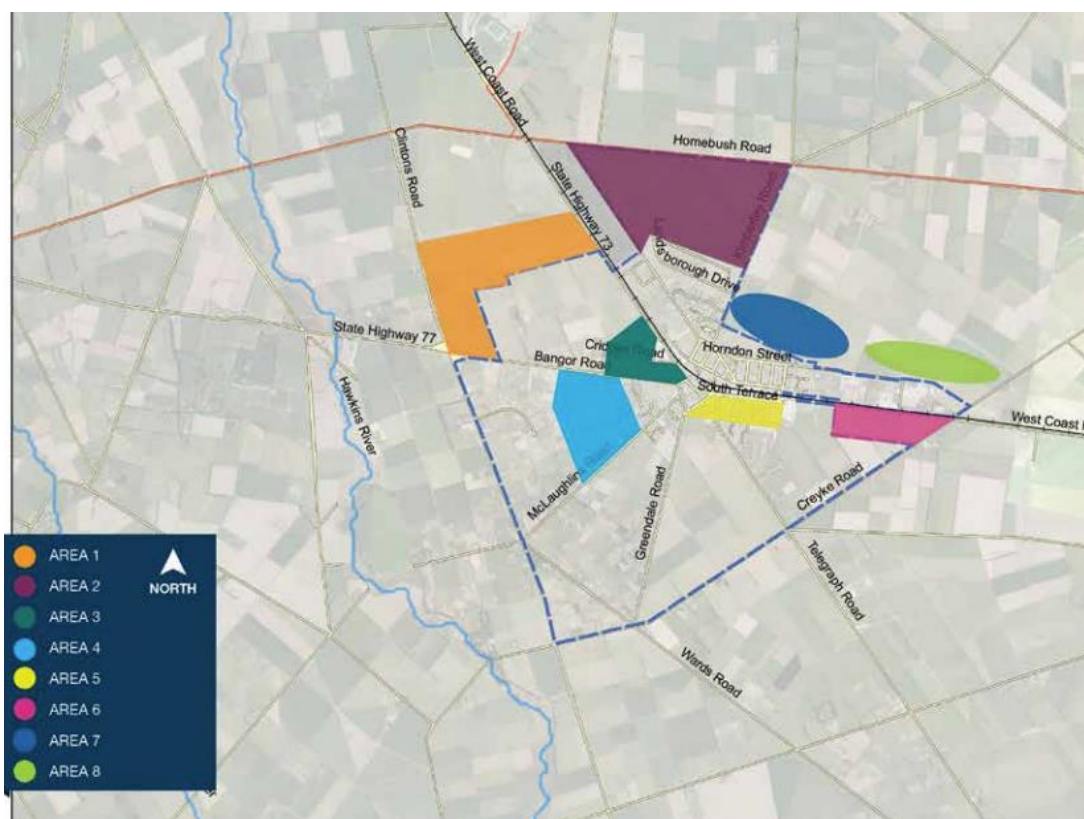 West Coast Road
Homebush Road
Clintons Road
State Highway 73
borough Drive
State Highway 77
Horndon Street
Road
Bangor Roa
South Terrace
West Coast
Hawkins River
McLaughlins Road
Greendale Road
Creyke Road
Telegraph Road
Wards Road
AREA 1
AREA 2
AREA 3
AREA 4
AREA 5
AREA 6
AREA 7
AREA 8
NORTH